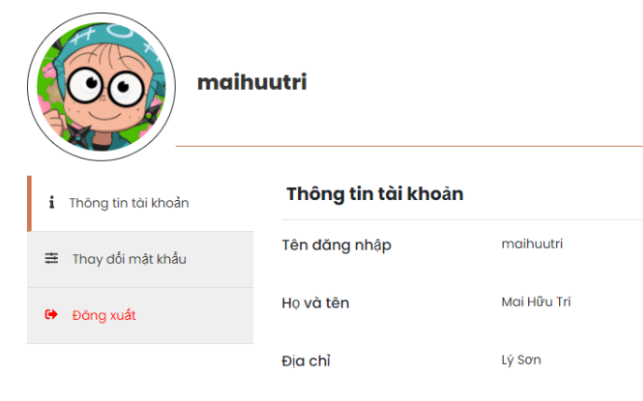 maihuutri
Thông tin tài khoản
Thay đổi mật khẩu
Đăng xuất
Thông tin tài khoản
Tên đăng nhập maihuutri
Họ và tên Mai Hữu Trí
Địa chỉ Lý Sơn